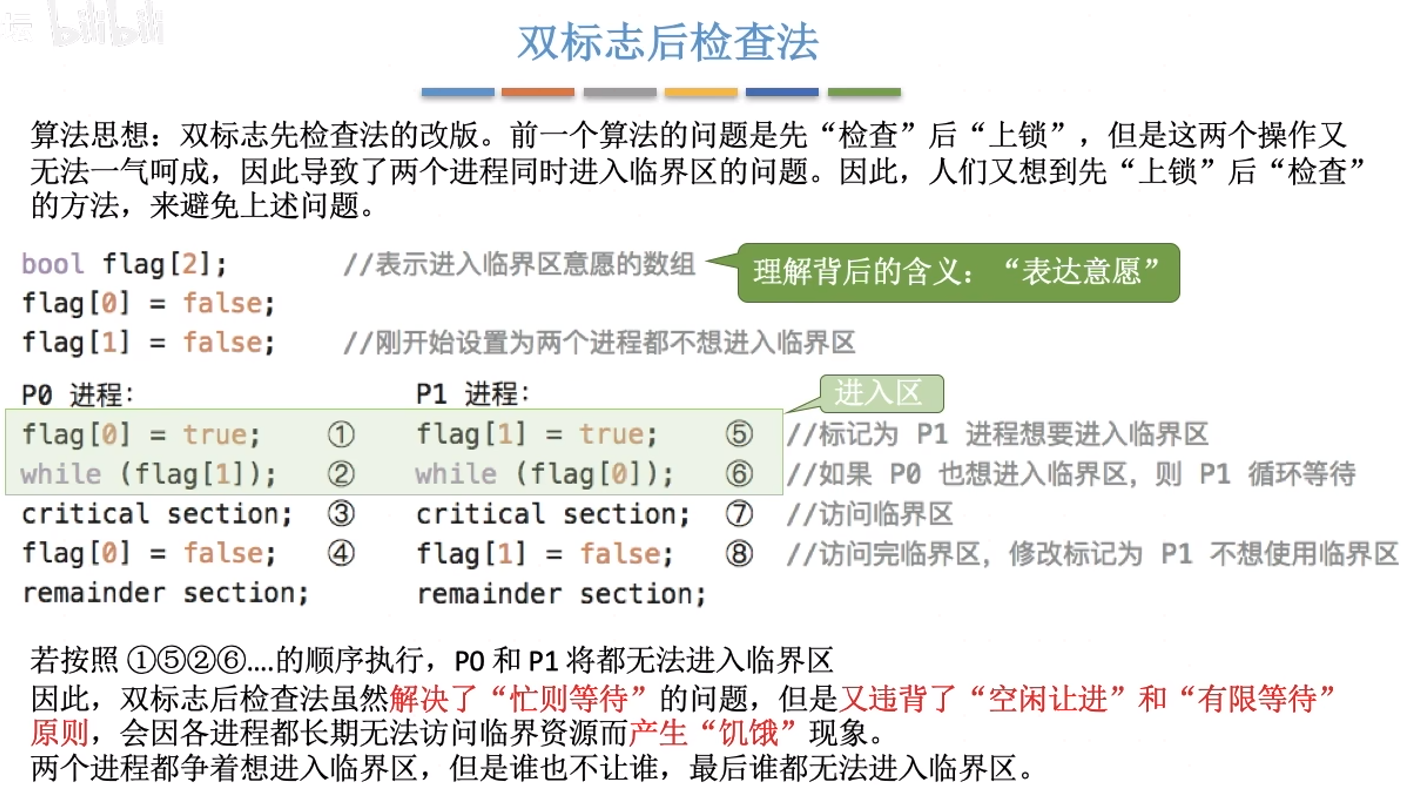 坛 bilibili
双标志后检查法
算法思想：双标志先检查法的改版。前一个算法的问题是先“检查”后“上锁”，但是这两个操作又
无法一气呵成，因此导致了两个进程同时进入临界区的问题。因此，人们又想到先“上锁”后“检查”
的方法，来避免上述问题。
bool flag[2]; //表示进入临界区意愿的数组
理解背后的含义：“表达意愿”
flag[0] = false;
flag[1] = false; //刚开始设置为两个进程都不想进入临界区
P0 进程： P1 进程：
进入区
flag[0] = true; ① flag[1] = true; ⑤ //标记为 P1 进程想要进入临界区
while (flag[1]); ② while (flag[0]); ⑥ //如果 P0 也想进入临界区，则 P1 循环等待
critical section; ③ critical section; ⑦ //访问临界区
flag[0] = false; ④ flag[1] = false; ⑧ //访问完临界区，修改标记为 P1 不想使用临界区
remainder section; remainder section;
若按照 ①⑤②⑥....的顺序执行，P0 和 P1 将都无法进入临界区
因此，双标志后检查法虽然解决了“忙则等待”的问题，但是又违背了“空闲让进”和“有限等待”
原则，会因各进程都长期无法访问临界资源而产生“饥饿”现象。
两个进程都争着想进入临界区，但是谁也不让谁，最后谁都无法进入临界区。